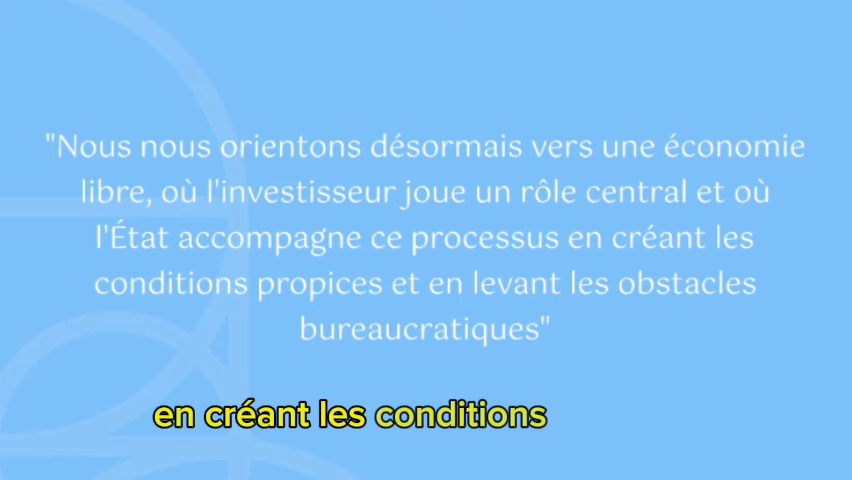 "Nous nous orientons désormais vers une économie
libre, où l'investisseur joue un rôle central et où
l'État accompagne ce processus en créant les
conditions propices et en levant les obstacles
bureaucratiques"
en créant les conditions